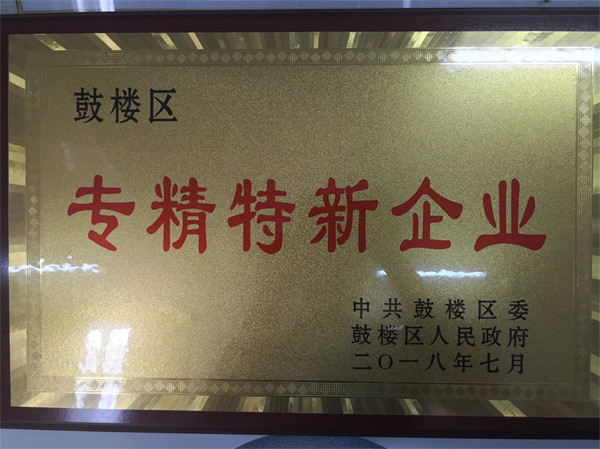 鼓楼区
专精特新企业
中共鼓楼区委
鼓楼区人民政府
二〇一八年七月